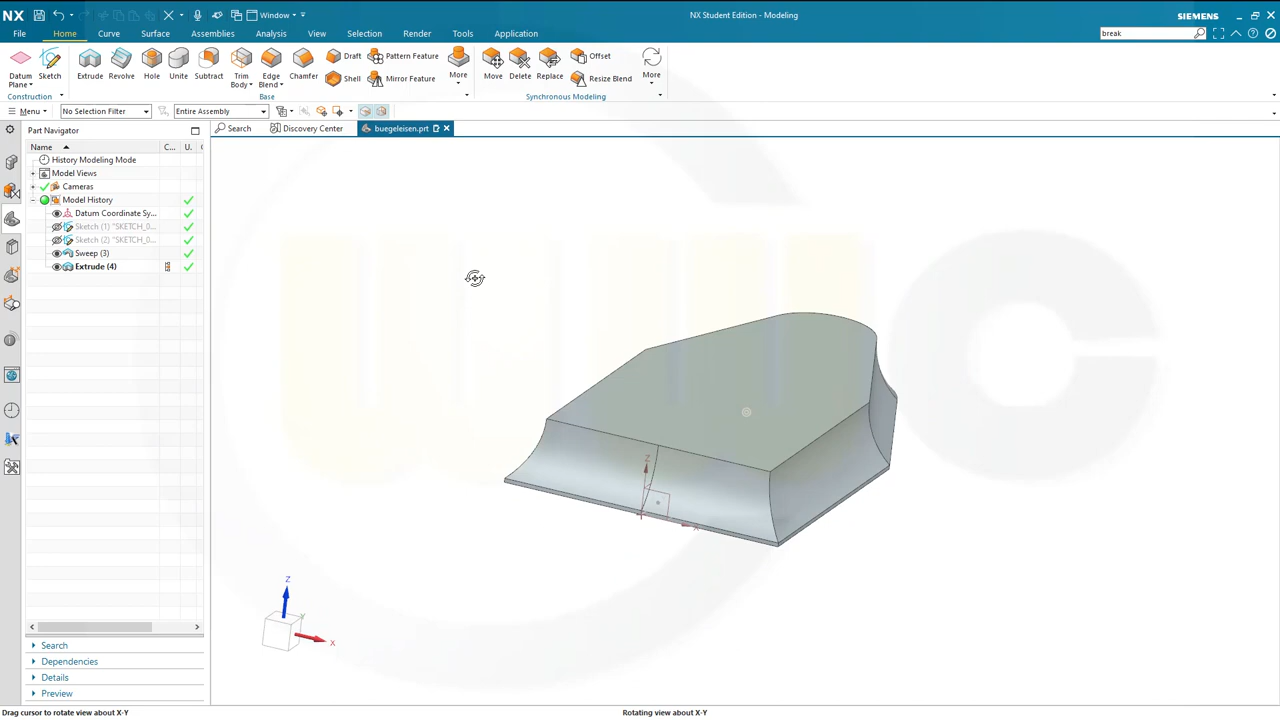 NX Window NX Student Edition - Modeling SIEMENS
File Home Curve Surface Assemblies Analysis View Selection Render Tools Application break
Datum Plane Sketch Extrude Revolve Hole Unite Subtract Trim Body Edge Blend Chamfer Draft Shell Pattern Feature Mirror Feature More Move Delete Replace Offset Resize Blend More
Construction Base Synchronous Modeling
Menu No Selection Filter Entire Assembly
Part Navigator Search Discovery Center buegeleisen.prt
Name C... U.
History Modeling Mode
Model Views
Cameras
Model History
Datum Coordinate Sy...
Sketch (1) "SKETCH_0...
Sketch (2) "SKETCH_0...
Sweep (3)
Extrude (4)
Z
X
Z
Y
X
Search
Dependencies
Details
Preview
Drag cursor to rotate view about X-Y Rotating view about X-Y